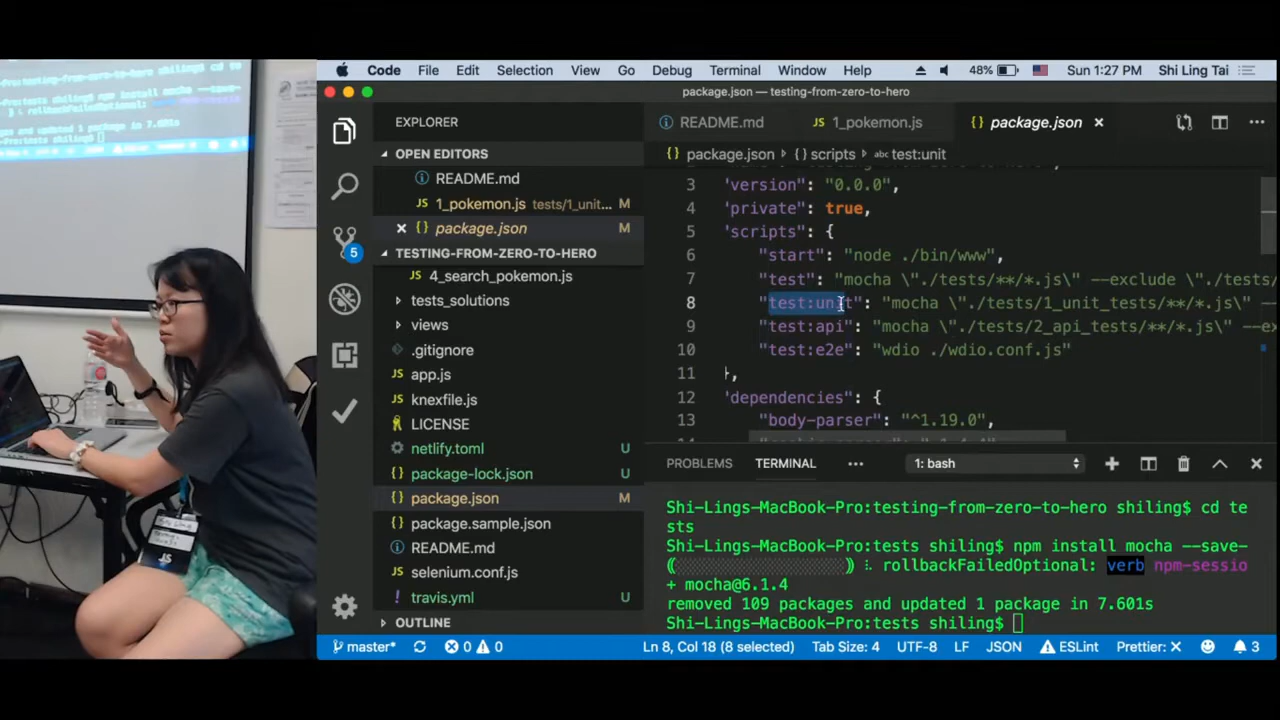 Code File Edit Selection View Go Debug Terminal Window Help 48% Sun 1:27 PM Shi Ling Tai
package.json — testing-from-zero-to-hero
EXPLORER
OPEN EDITORS
README.md
1_pokemon.js tests/1_unit... M
package.json M
TESTING-FROM-ZERO-TO-HERO
4_search_pokemon.js
tests_solutions
views
.gitignore
app.js
knexfile.js
LICENSE
netlify.toml U
package-lock.json U
package.json M
package.sample.json
README.md
selenium.conf.js
travis.yml U
OUTLINE
5
README.md 1_pokemon.js {} package.json
{} package.json {} scripts abc test:unit
3 "version": "0.0.0",
4 "private": true,
5 "scripts": {
6 "start": "node ./bin/www",
7 "test": "mocha \"./tests/**/*.js\" --exclude \"./tests
8 "test:unit": "mocha \"./tests/1_unit_tests/**/*.js\" --
9 "test:api": "mocha \"./tests/2_api_tests/**/*.js\" --e
10 "test:e2e": "wdio ./wdio.conf.js"
11 },
12 "dependencies": {
13 "body-parser": "^1.19.0",
PROBLEMS TERMINAL ... 1: bash
Shi-Lings-MacBook-Pro:testing-from-zero-to-hero shiling$ cd te
sts
Shi-Lings-MacBook-Pro:tests shiling$ npm install mocha --save-
rollbackFailedOptional: verb npm-sessio
+ mocha@6.1.4
removed 109 packages and updated 1 package in 7.601s
Shi-Lings-MacBook-Pro:tests shiling$
master* 0 0 Ln 8, Col 18 (8 selected) Tab Size: 4 UTF-8 LF JSON ESLint Prettier: × 3
JS